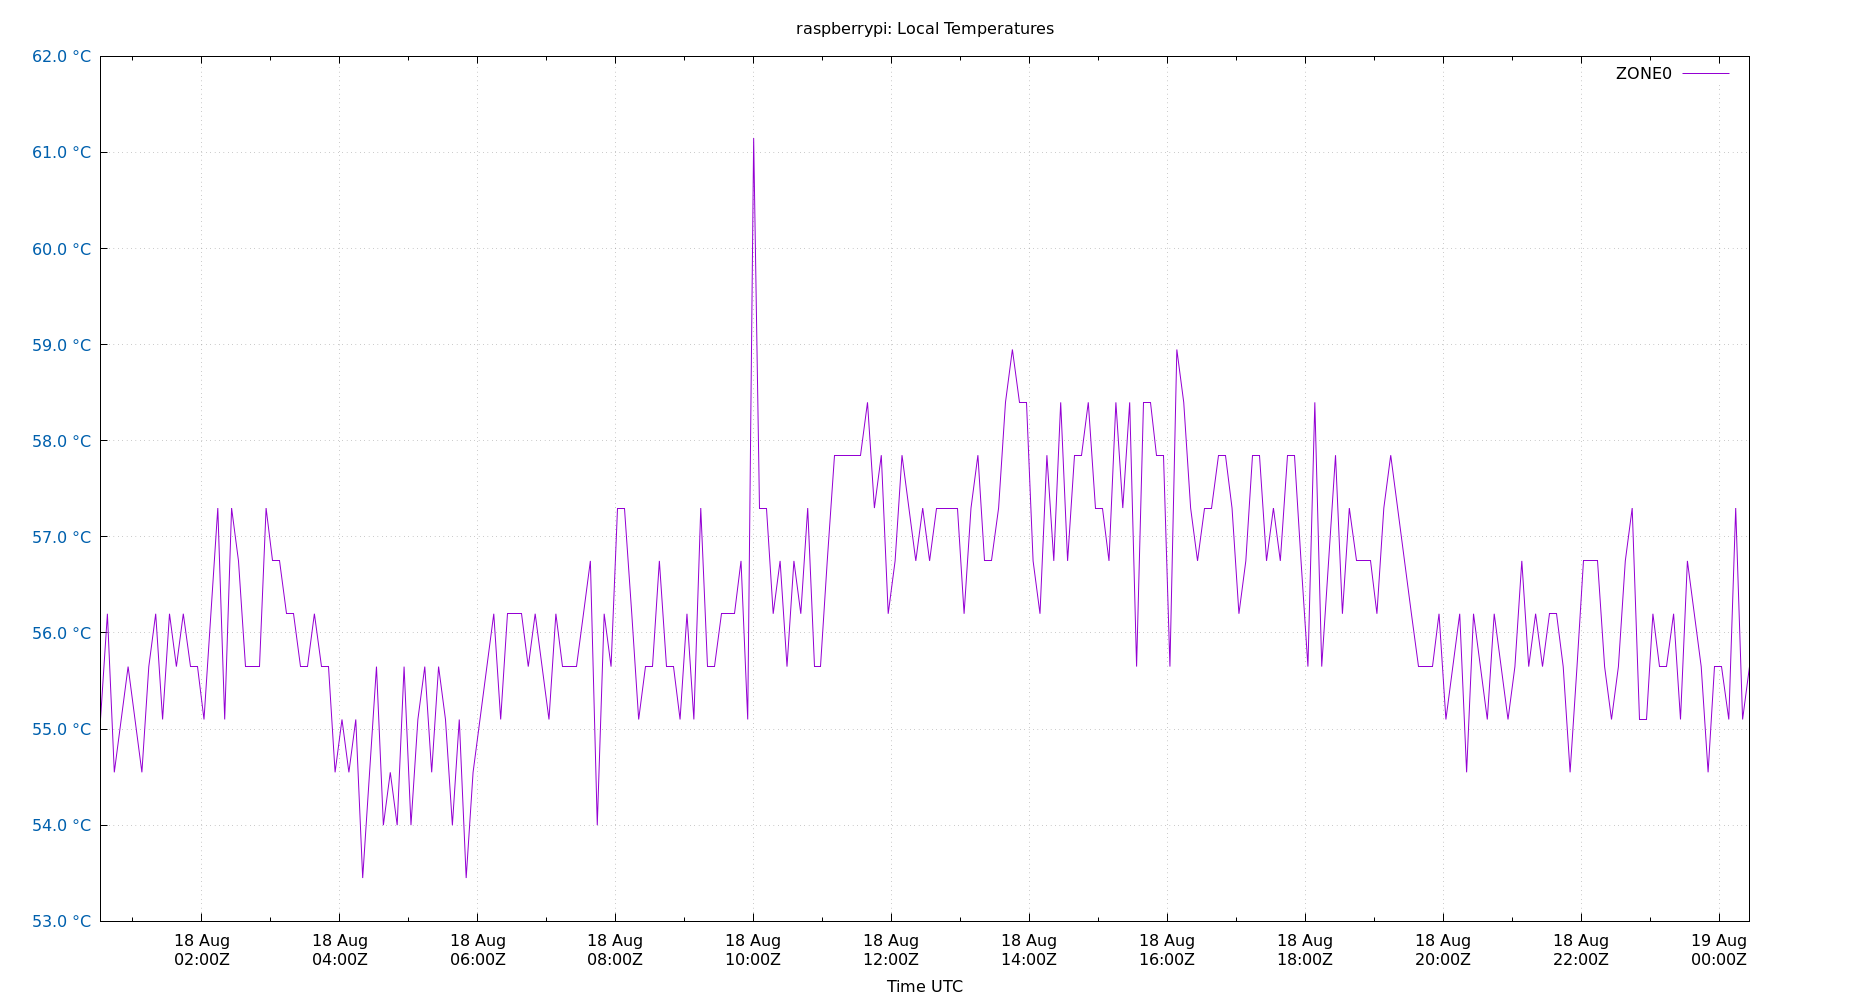 raspberrypi: Local Temperatures
62.0 °C
61.0 °C
60.0 °C
59.0 °C
58.0 °C
57.0 °C
56.0 °C
55.0 °C
54.0 °C
53.0 °C
ZONE0
18 Aug 18 Aug 18 Aug 18 Aug 18 Aug 18 Aug 18 Aug 18 Aug 18 Aug 18 Aug 18 Aug 19 Aug
02:00Z 04:00Z 06:00Z 08:00Z 10:00Z 12:00Z 14:00Z 16:00Z 18:00Z 20:00Z 22:00Z 00:00Z
Time UTC